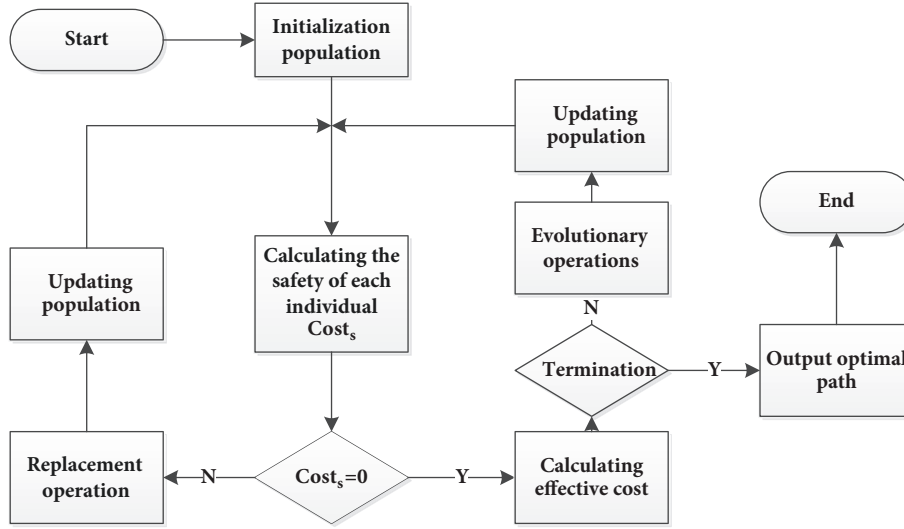 Start
Initialization
population
Updating
population
End
Evolutionary
operations
Calculating the
safety of each
individual
Costs
Updating
population
N
Termination
Y
Output optimal
path
Replacement
operation
N
Costs=0
Y
Calculating
effective cost